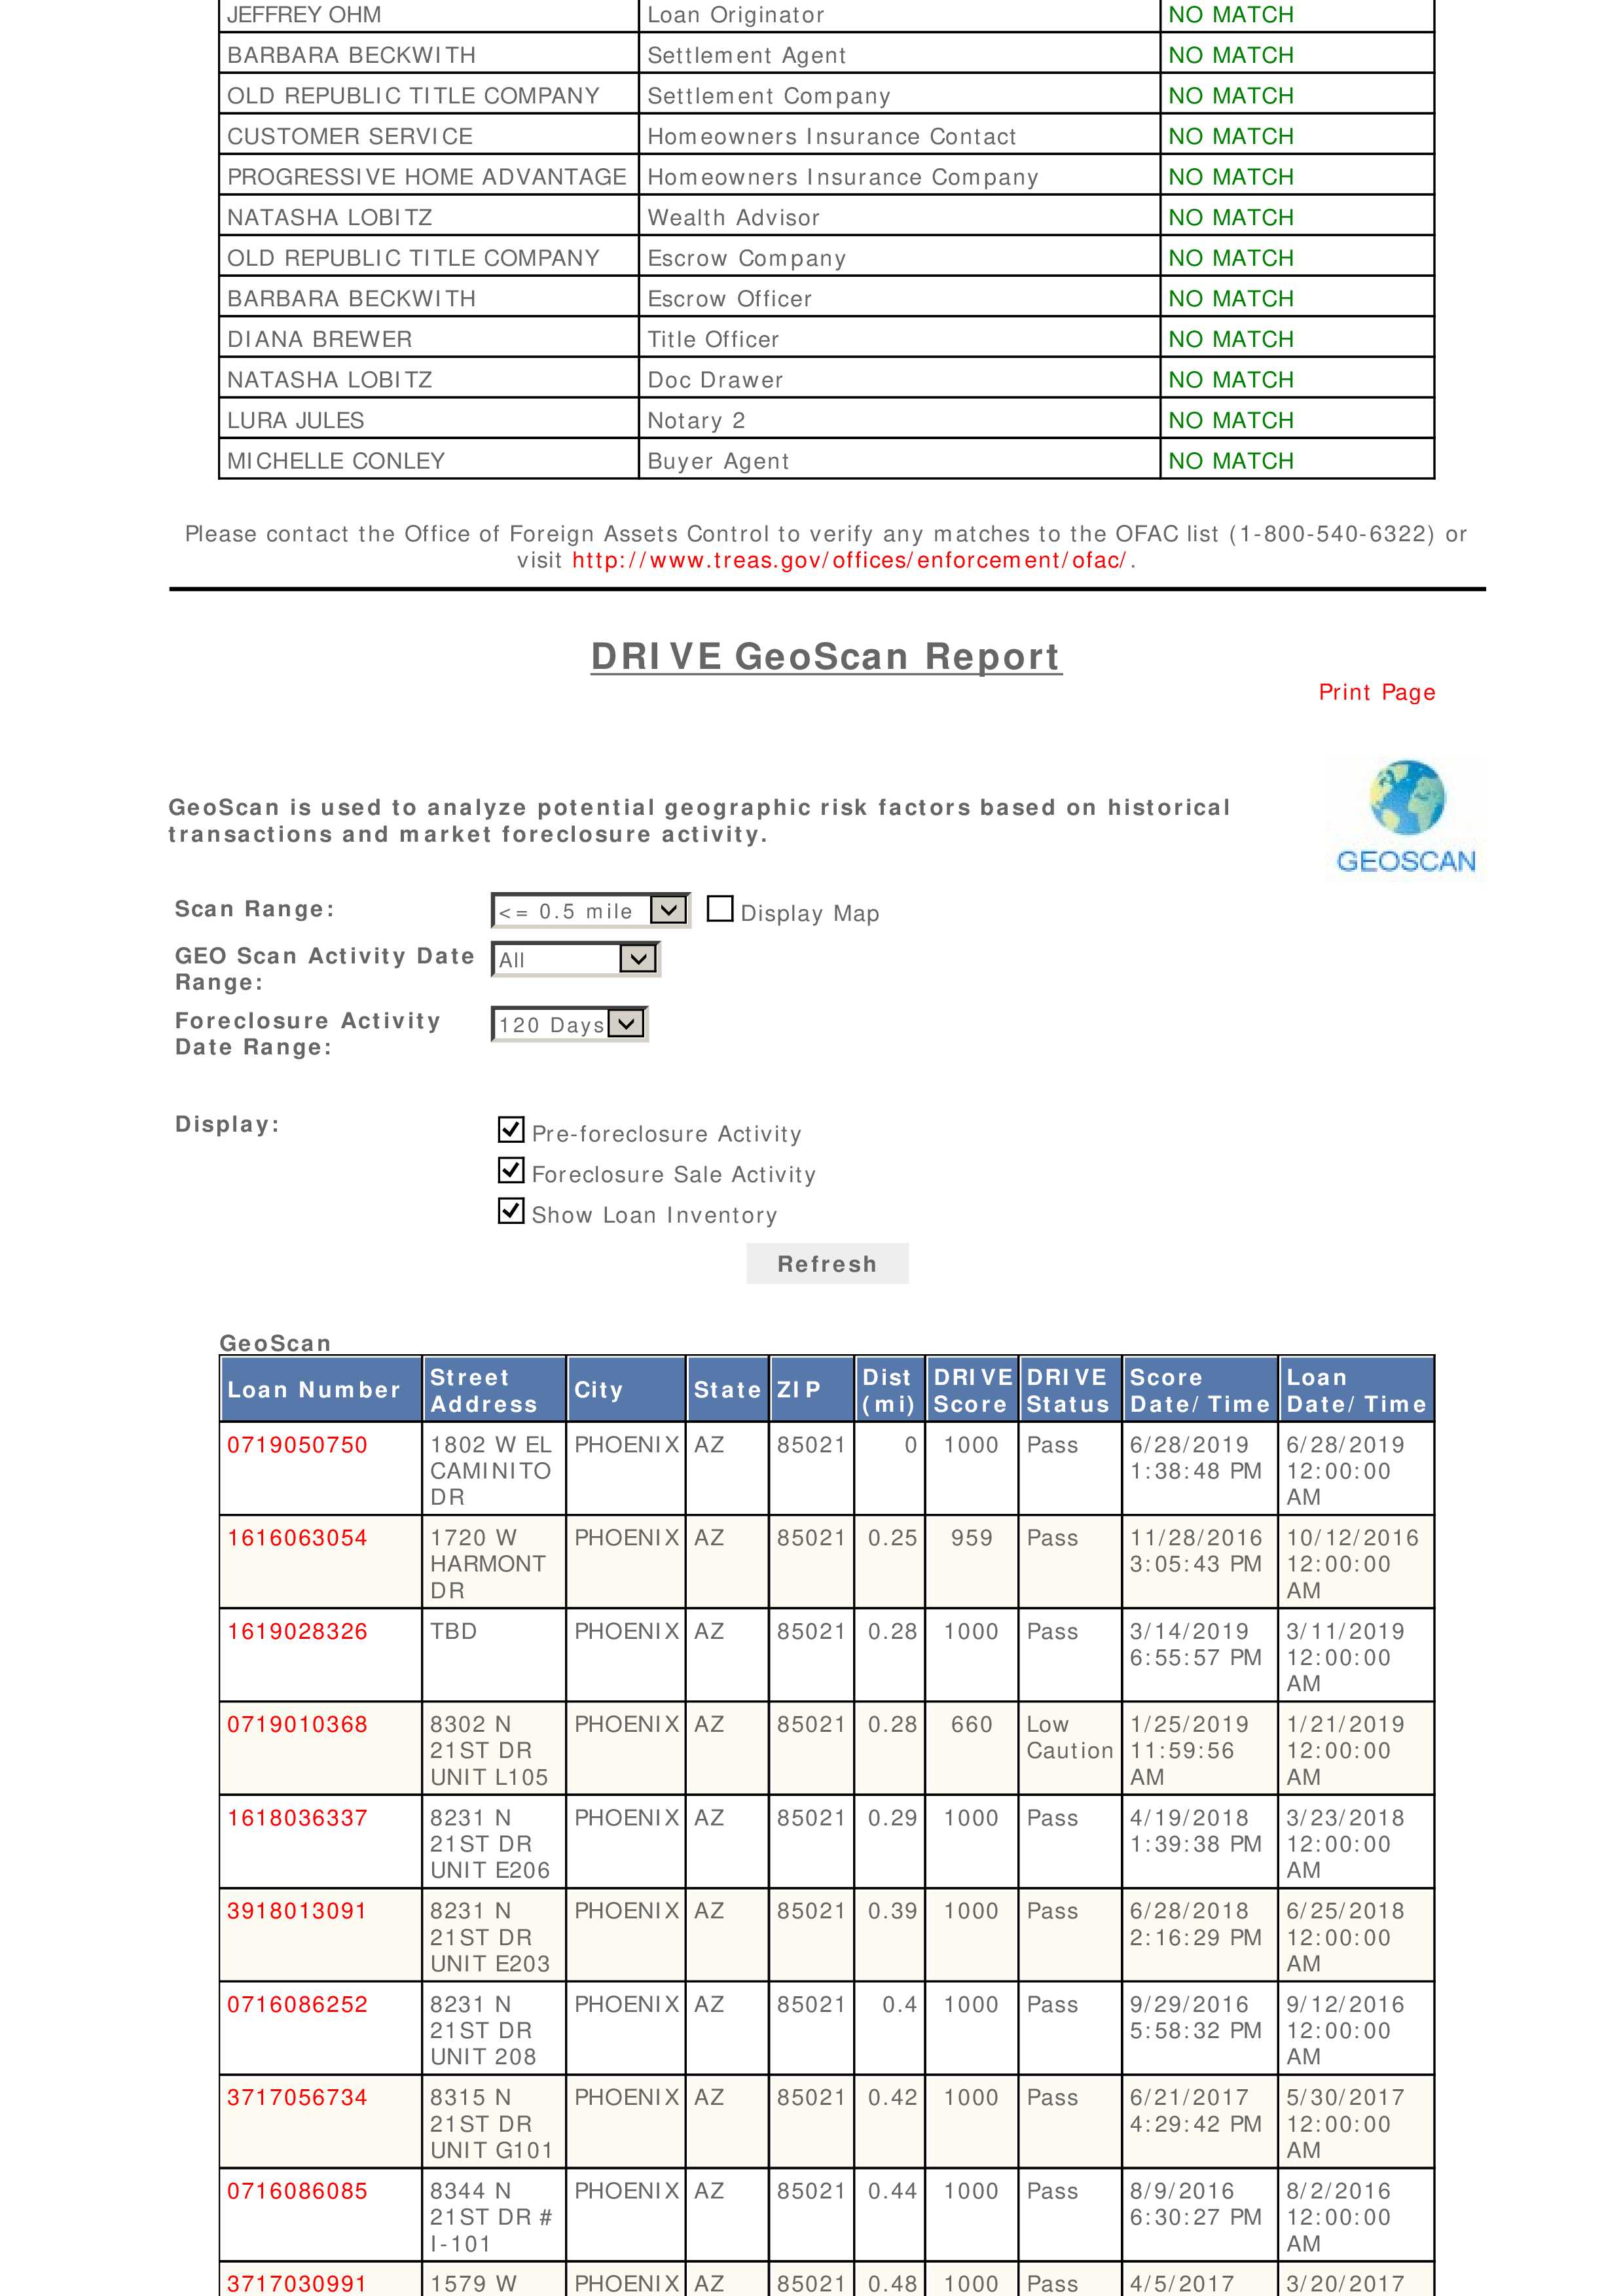 JEFFREY OHM Loan Originator NO MATCH
BARBARA BECKWITH Settlement Agent NO MATCH
OLD REPUBLIC TITLE COMPANY Settlement Company NO MATCH
CUSTOMER SERVICE Homeowners Insurance Contact NO MATCH
PROGRESSIVE HOME ADVANTAGE Homeowners Insurance Company NO MATCH
NATASHA LOBITZ Wealth Advisor NO MATCH
OLD REPUBLIC TITLE COMPANY Escrow Company NO MATCH
BARBARA BECKWITH Escrow Officer NO MATCH
DIANA BREWER Title Officer NO MATCH
NATASHA LOBITZ Doc Drawer NO MATCH
LURA JULES Notary 2 NO MATCH
MICHELLE CONLEY Buyer Agent NO MATCH
Please contact the Office of Foreign Assets Control to verify any matches to the OFAC list (1-800-540-6322) or
visit http://www.treas.gov/offices/enforcement/ofac/.
DRIVE GeoScan Report
Print Page
GeoScan is used to analyze potential geographic risk factors based on historical
transactions and market foreclosure activity.
GEOSCAN
Scan Range: <= 0.5 mile Display Map
GEO Scan Activity Date All
Range:
Foreclosure Activity 120 Days
Date Range:
Display: Pre-foreclosure Activity
Foreclosure Sale Activity
Show Loan Inventory
Refresh
GeoScan
Loan Number Street City State ZIP Dist DRIVE DRIVE Score Loan
Address (mi) Score Status Date/Time Date/Time
0719050750 1802 W EL PHOENIX AZ 85021 0 1000 Pass 6/28/2019 6/28/2019
CAMINITO 1:38:48 PM 12:00:00
DR AM
1616063054 1720 W PHOENIX AZ 85021 0.25 959 Pass 11/28/2016 10/12/2016
HARMONT 3:05:43 PM 12:00:00
DR AM
1619028326 TBD PHOENIX AZ 85021 0.28 1000 Pass 3/14/2019 3/11/2019
6:55:57 PM 12:00:00
AM
0719010368 8302 N PHOENIX AZ 85021 0.28 660 Low 1/25/2019 1/21/2019
21ST DR Caution 11:59:56 12:00:00
UNIT L105 AM AM
1618036337 8231 N PHOENIX AZ 85021 0.29 1000 Pass 4/19/2018 3/23/2018
21ST DR 1:39:38 PM 12:00:00
UNIT E206 AM
3918013091 8231 N PHOENIX AZ 85021 0.39 1000 Pass 6/28/2018 6/25/2018
21ST DR 2:16:29 PM 12:00:00
UNIT E203 AM
0716086252 8231 N PHOENIX AZ 85021 0.4 1000 Pass 9/29/2016 9/12/2016
21ST DR 5:58:32 PM 12:00:00
UNIT 208 AM
3717056734 8315 N PHOENIX AZ 85021 0.42 1000 Pass 6/21/2017 5/30/2017
21ST DR 4:29:42 PM 12:00:00
UNIT G101 AM
0716086085 8344 N PHOENIX AZ 85021 0.44 1000 Pass 8/9/2016 8/2/2016
21ST DR # 6:30:27 PM 12:00:00
I-101 AM
3717030991 1579 W PHOENIX AZ 85021 0.48 1000 Pass 4/5/2017 3/20/2017